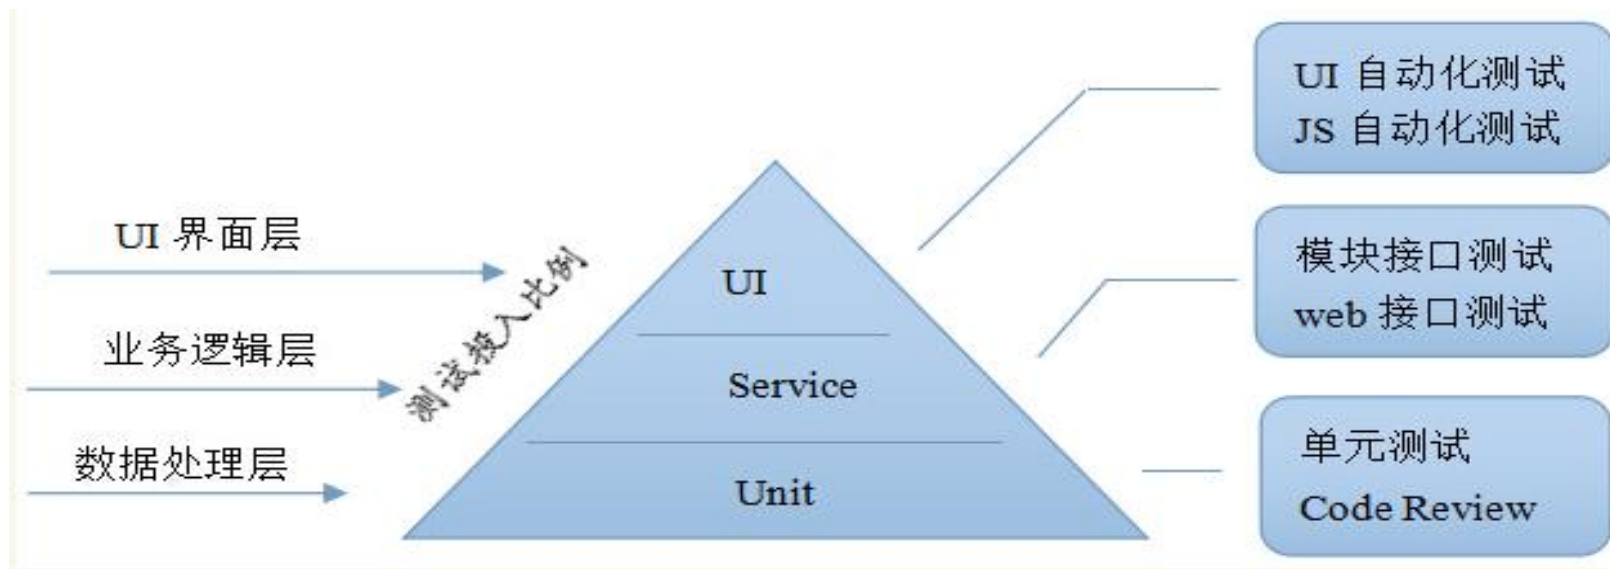 UI 自动化测试
JS 自动化测试
UI 界面层
测试投入比例
UI
模块接口测试
web 接口测试
业务逻辑层
Service
数据处理层
Unit
单元测试
Code Review